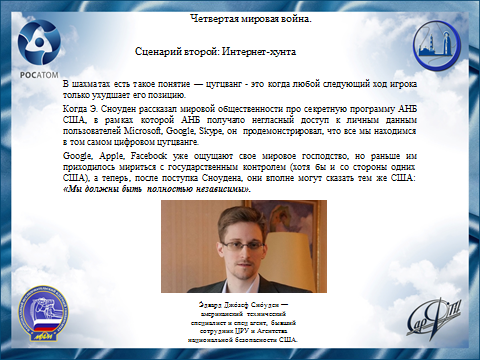 Четвертая мировая война.
Сценарий второй: Интернет-хунта
РОСАТОМ
В шахматах есть такое понятие — цугцванг - это когда любой следующий ход игрока
только ухудшает его позицию.
Когда Э. Сноуден рассказал мировой общественности про секретную программу АНБ
США, в рамках которой АНБ получало негласный доступ к личным данным
пользователей Microsoft, Google, Skype, он продемонстрировал, что все мы находимся
в том самом цифровом цугцванге.
Google, Apple, Facebook уже ощущают свое мировое господство, но раньше им
приходилось мириться с государственным контролем (хотя бы и со стороны одних
США), а теперь, после поступка Сноудена, они вполне могут сказать тем же США:
«Мы должны быть полностью независимы».
Эдвард Джозеф Сноуден —
американский технический
специалист и спец агент, бывший
сотрудник ЦРУ и Агентства
национальной безопасности США.
СарФТИ